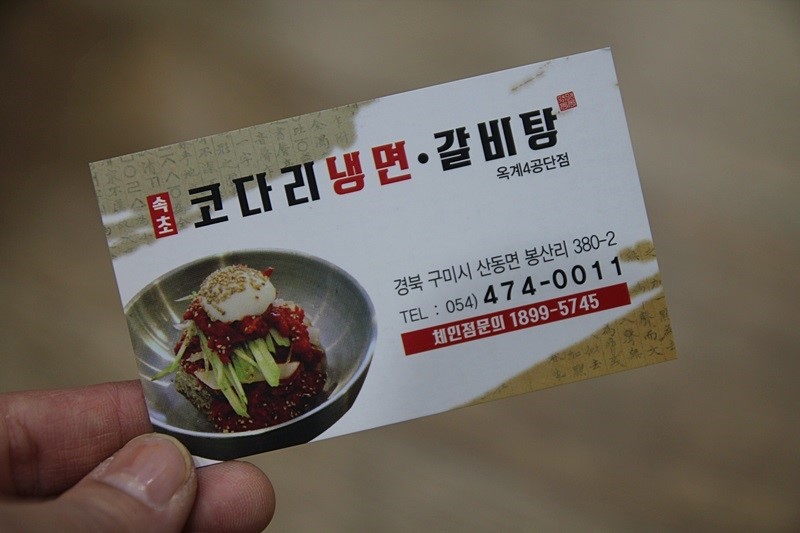 속초 코다리냉면·갈비탕
옥계4공단점
경북 구미시 산동면 봉산리 380-2
TEL : 054) 474-0011
체인점문의 1899-5745